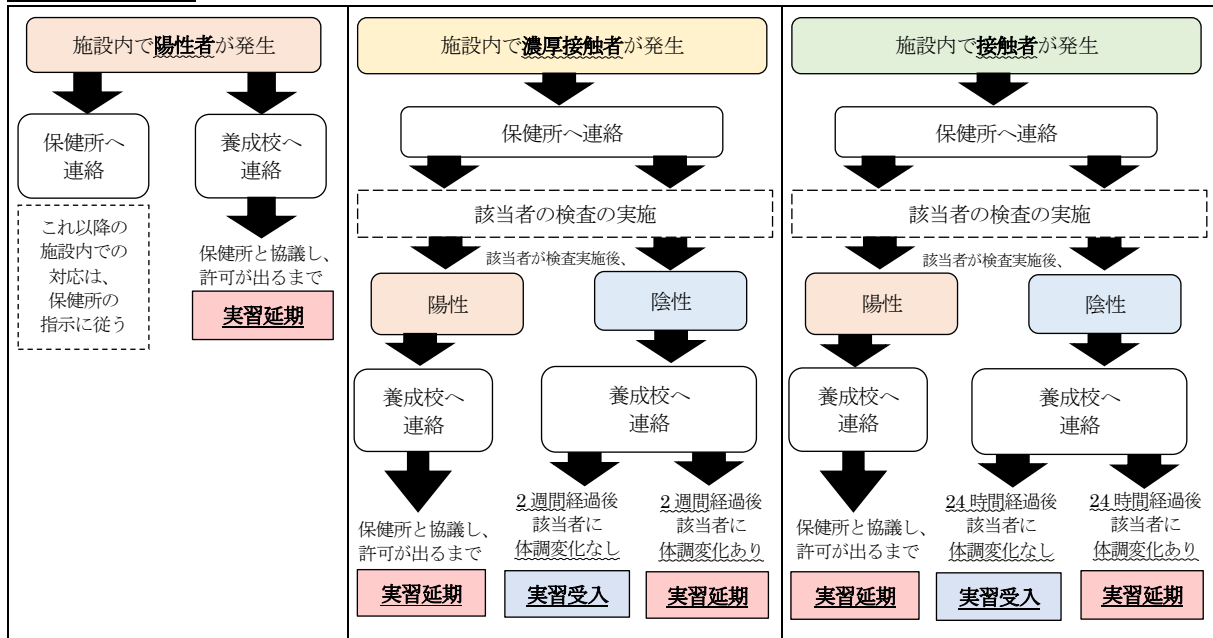 施設内で陽性者が発生
保健所へ
連絡
養成校へ
連絡
これ以降の
施設内での
対応は、
保健所の
指示に従う
保健所と協議し、
許可が出るまで
実習延期
施設内で濃厚接触者が発生
保健所へ連絡
該当者の検査の実施
該当者が検査実施後、
陽性
陰性
養成校へ
連絡
養成校へ
連絡
保健所と協議し、
許可が出るまで
実習延期
2週間経過後
該当者に
体調変化なし
実習受入
2週間経過後
該当者に
体調変化あり
実習延期
施設内で接触者が発生
保健所へ連絡
該当者の検査の実施
該当者が検査実施後、
陽性
陰性
養成校へ
連絡
養成校へ
連絡
保健所と協議し、
許可が出るまで
実習延期
24時間経過後
該当者に
体調変化なし
実習受入
24時間経過後
該当者に
体調変化あり
実習延期